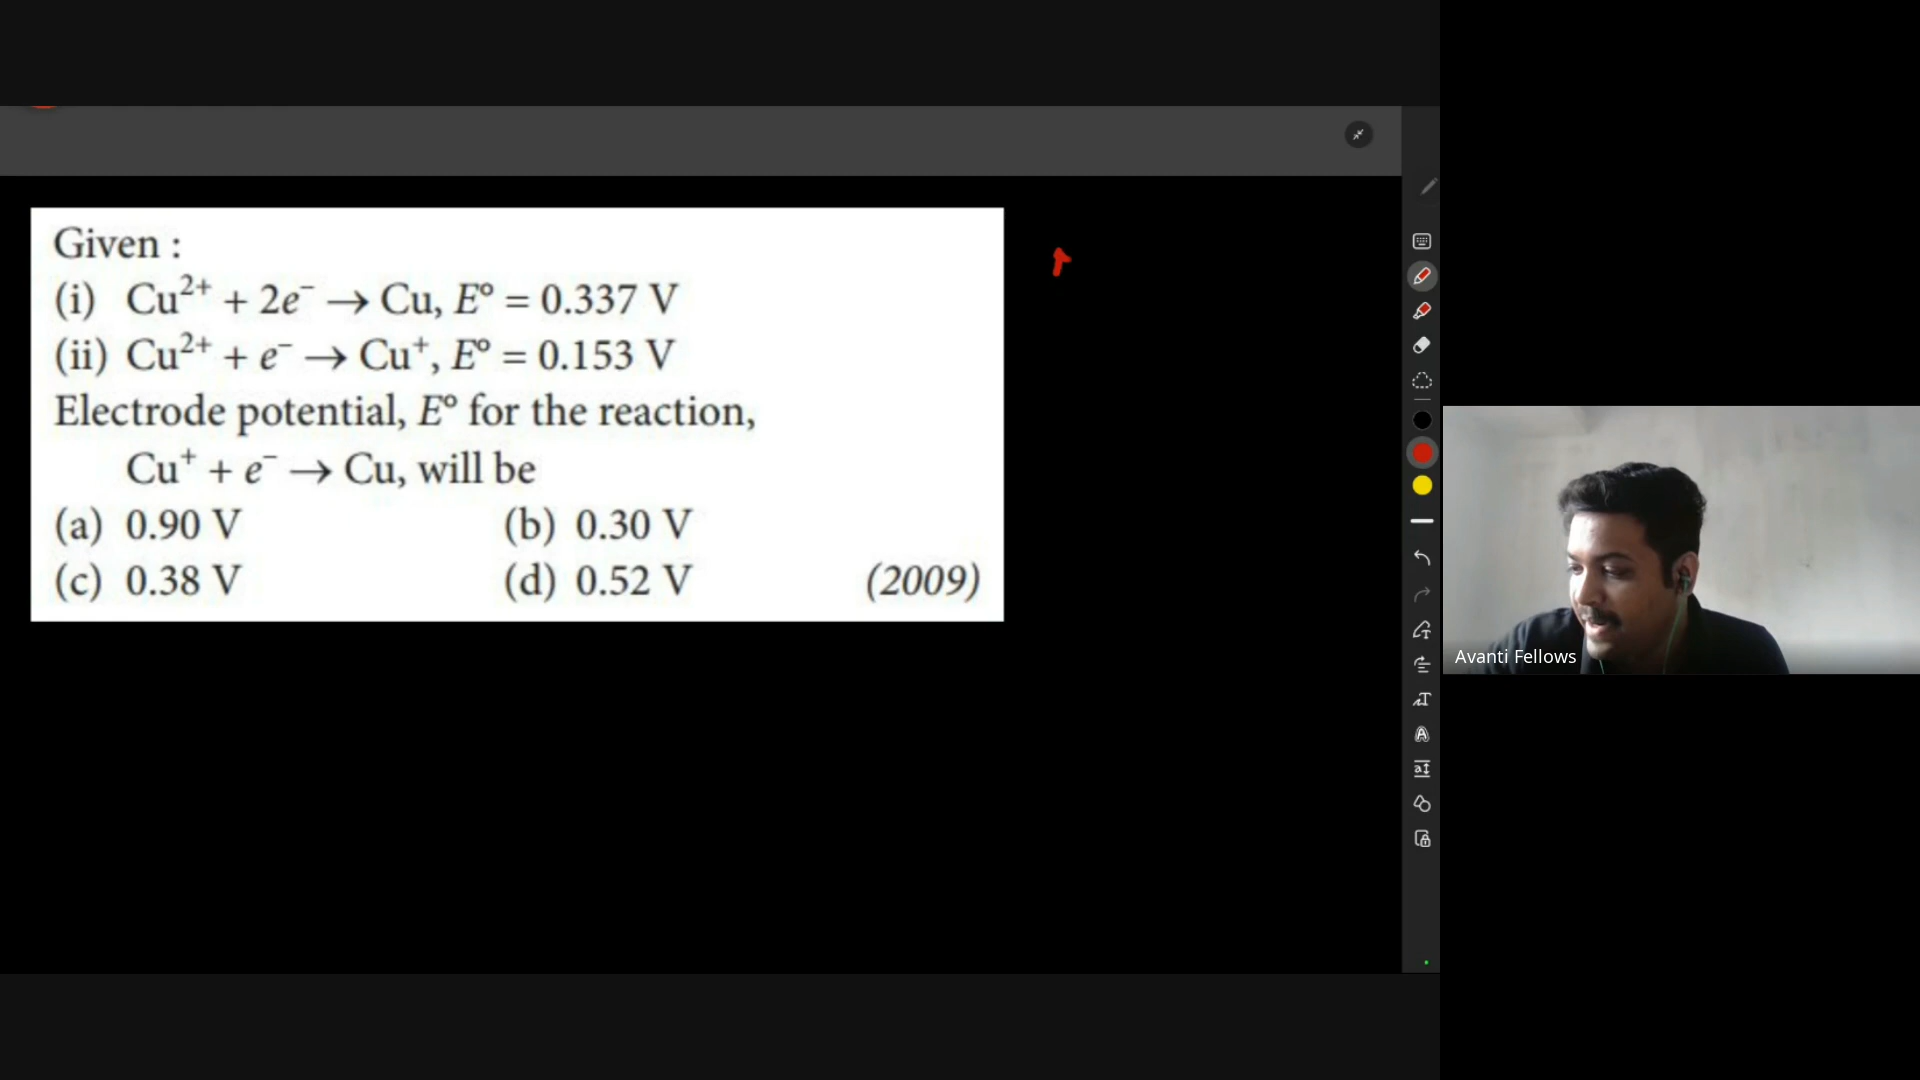 Given :
(i) Cu²⁺ + 2e⁻ → Cu, E° = 0.337 V
(ii) Cu²⁺ + e⁻ → Cu⁺, E° = 0.153 V
Electrode potential, E° for the reaction,
Cu⁺ + e⁻ → Cu, will be
(a) 0.90 V (b) 0.30 V
(c) 0.38 V (d) 0.52 V (2009)
Avanti Fellows